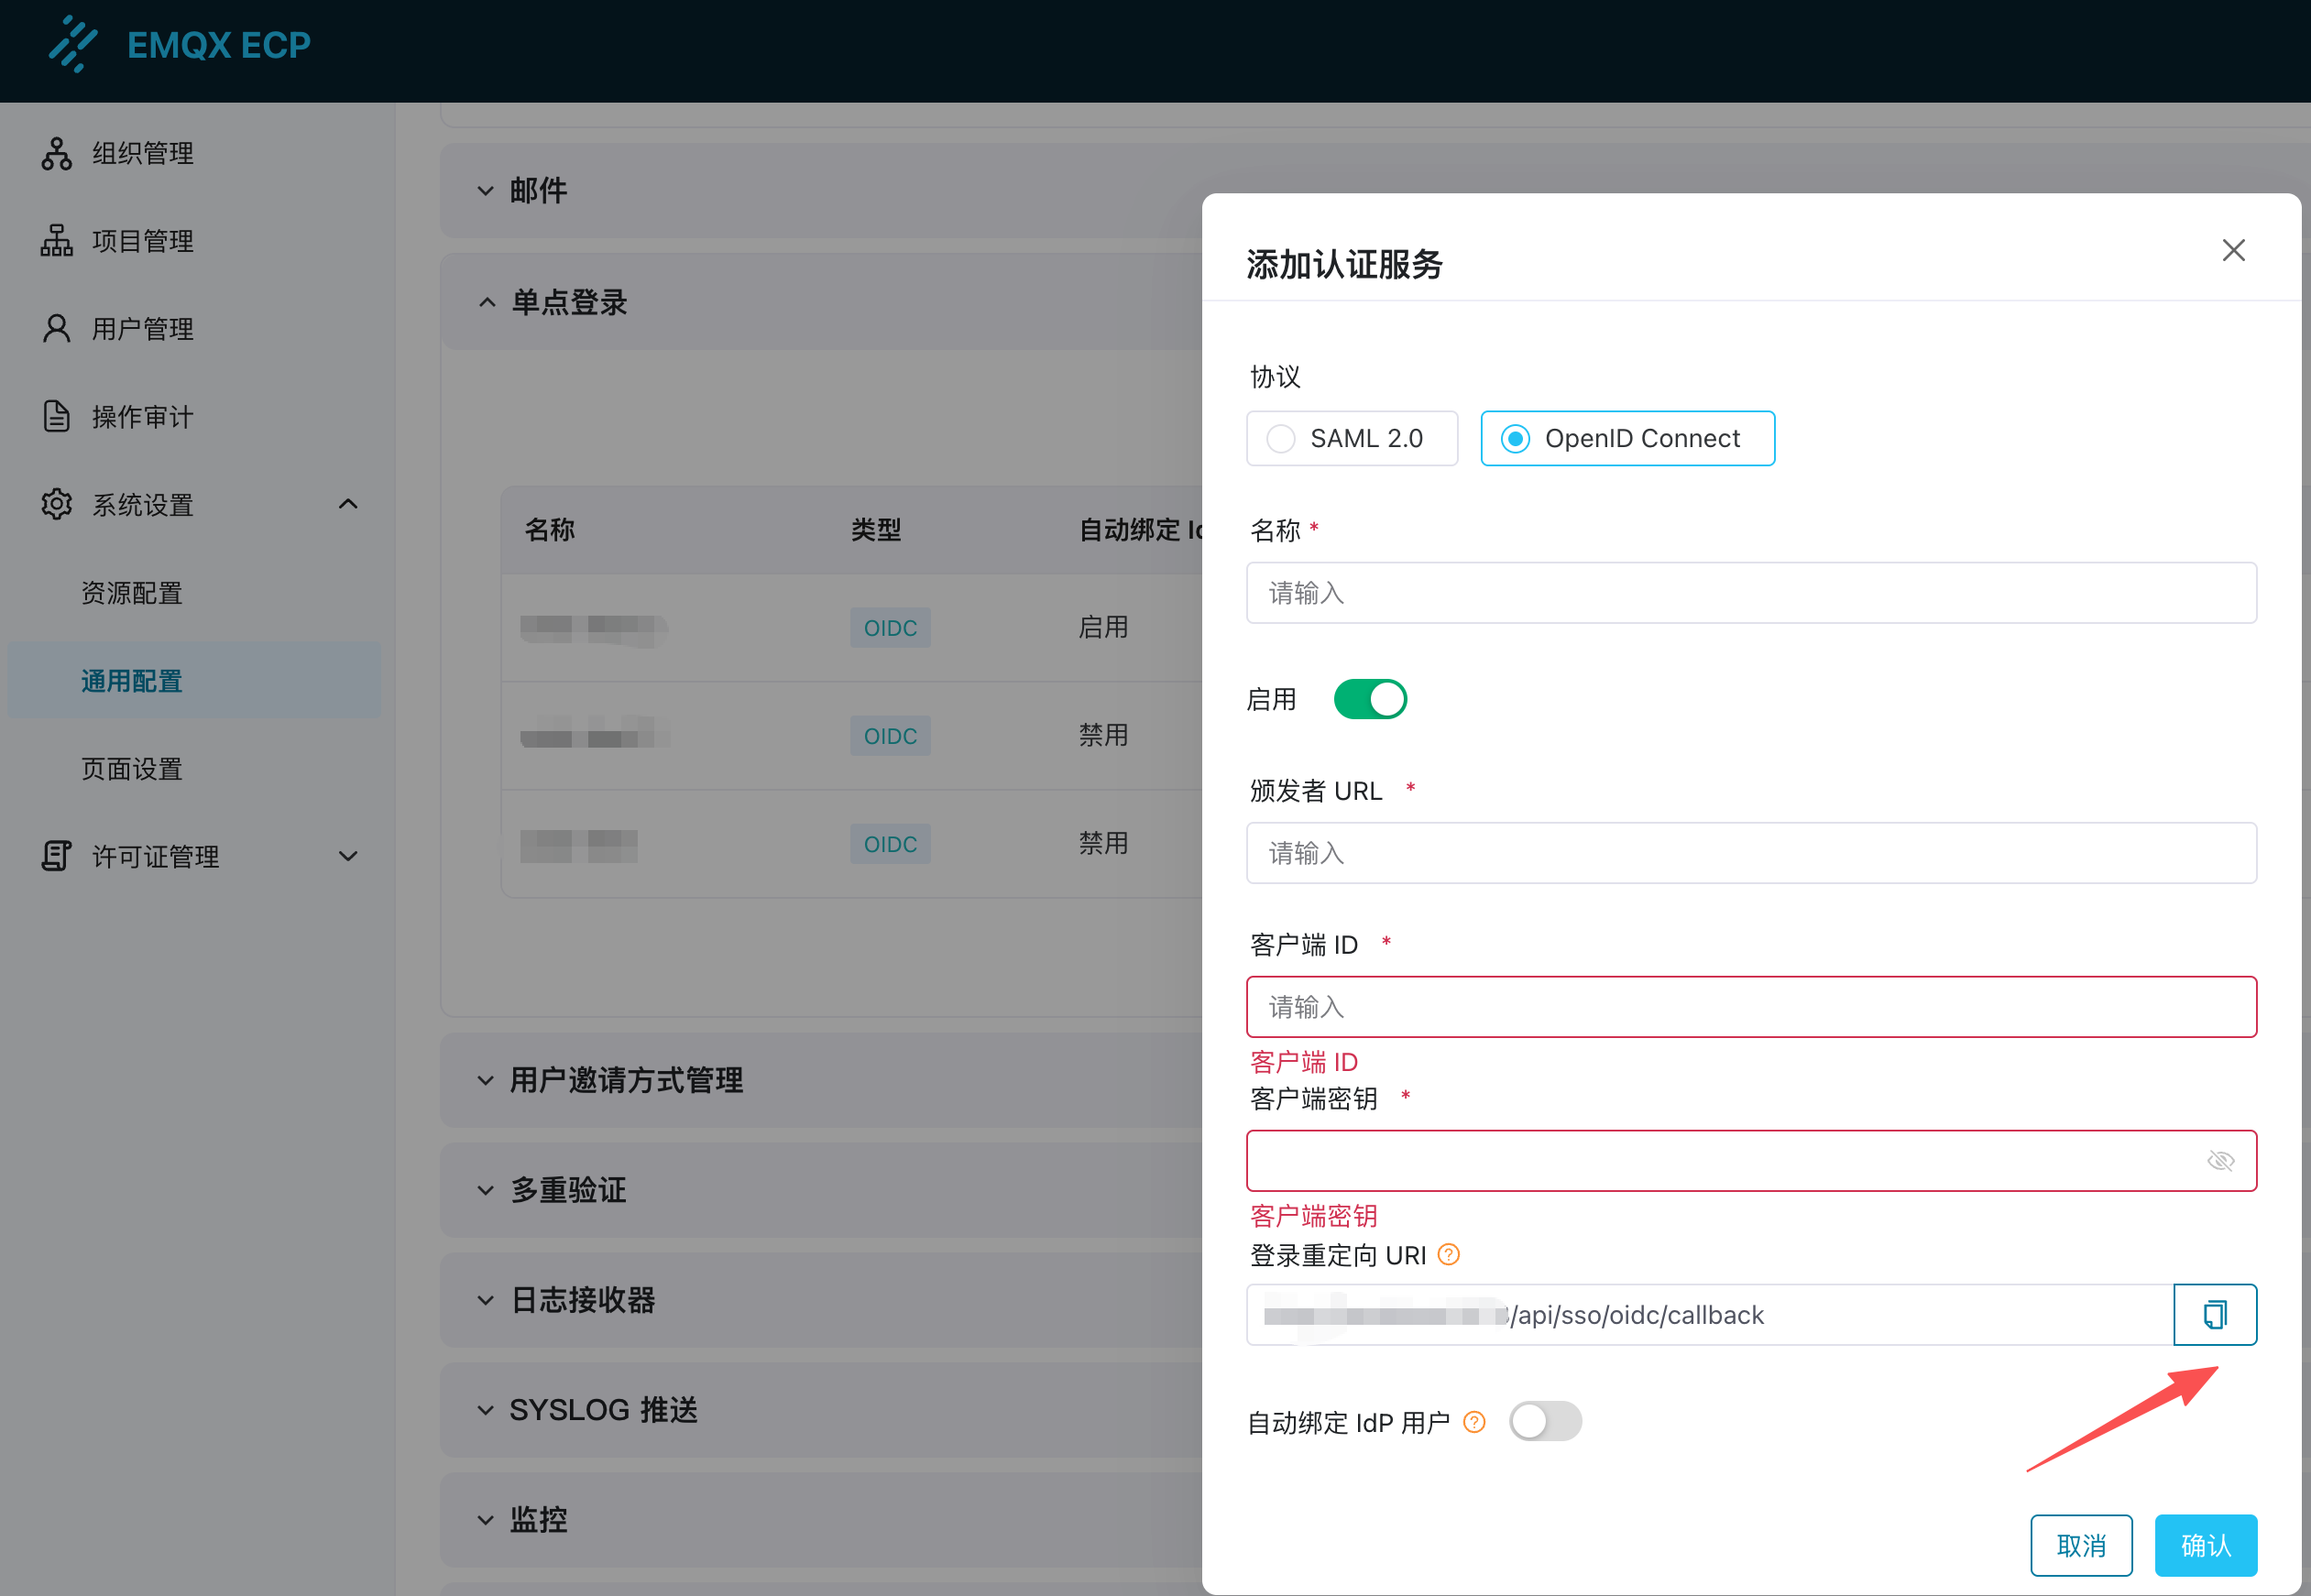 EMQX ECP
组织管理
项目管理
用户管理
操作审计
系统设置
资源配置
通用配置
页面设置
许可证管理
邮件
单点登录
名称 类型 自动绑定
OIDC 启用
OIDC 禁用
OIDC 禁用
用户邀请方式管理
多重验证
日志接收器
SYSLOG 推送
监控
添加认证服务
协议
SAML 2.0 OpenID Connect
名称 *
请输入
启用
颁发者 URL *
请输入
客户端 ID *
请输入
客户端 ID
客户端密钥 *
客户端密钥
登录重定向 URI
/api/sso/oidc/callback
自动绑定 IdP 用户
取消 确认